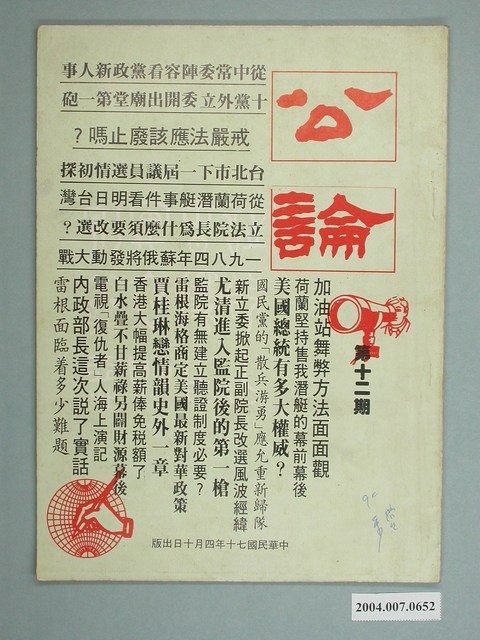 公論
從中常委陣容看黨政新人事
十黨外立委開出廟堂第一砲
戒嚴法應該廢止嗎？
台北市下一屆議員選情初探
從荷蘭潛艇事件看明日台灣
立法院長爲什麼須要改選？
一九八四年蘇俄將發動大戰
第十二期
加油站舞弊方法面面觀
荷蘭堅持售我潛艇的幕前幕後
美國總統有多大權威？
國民黨的「散兵游勇」應允重新歸隊
新立委掀起正副院長改選風波經緯
尤清進入監院後的第一槍
監院有無建立聽證制度必要？
雷根海格商定美國最新對華政策
賈桂琳戀情韻史外一章
香港大幅提高薪俸免稅額了
白水疊不甘薪祿另闢財源幕後
電視「復仇者」人海上演記
內政部長這次說了實話
雷根面臨着多少難題
中華民國七十年四月十日出版
2004.007.0652